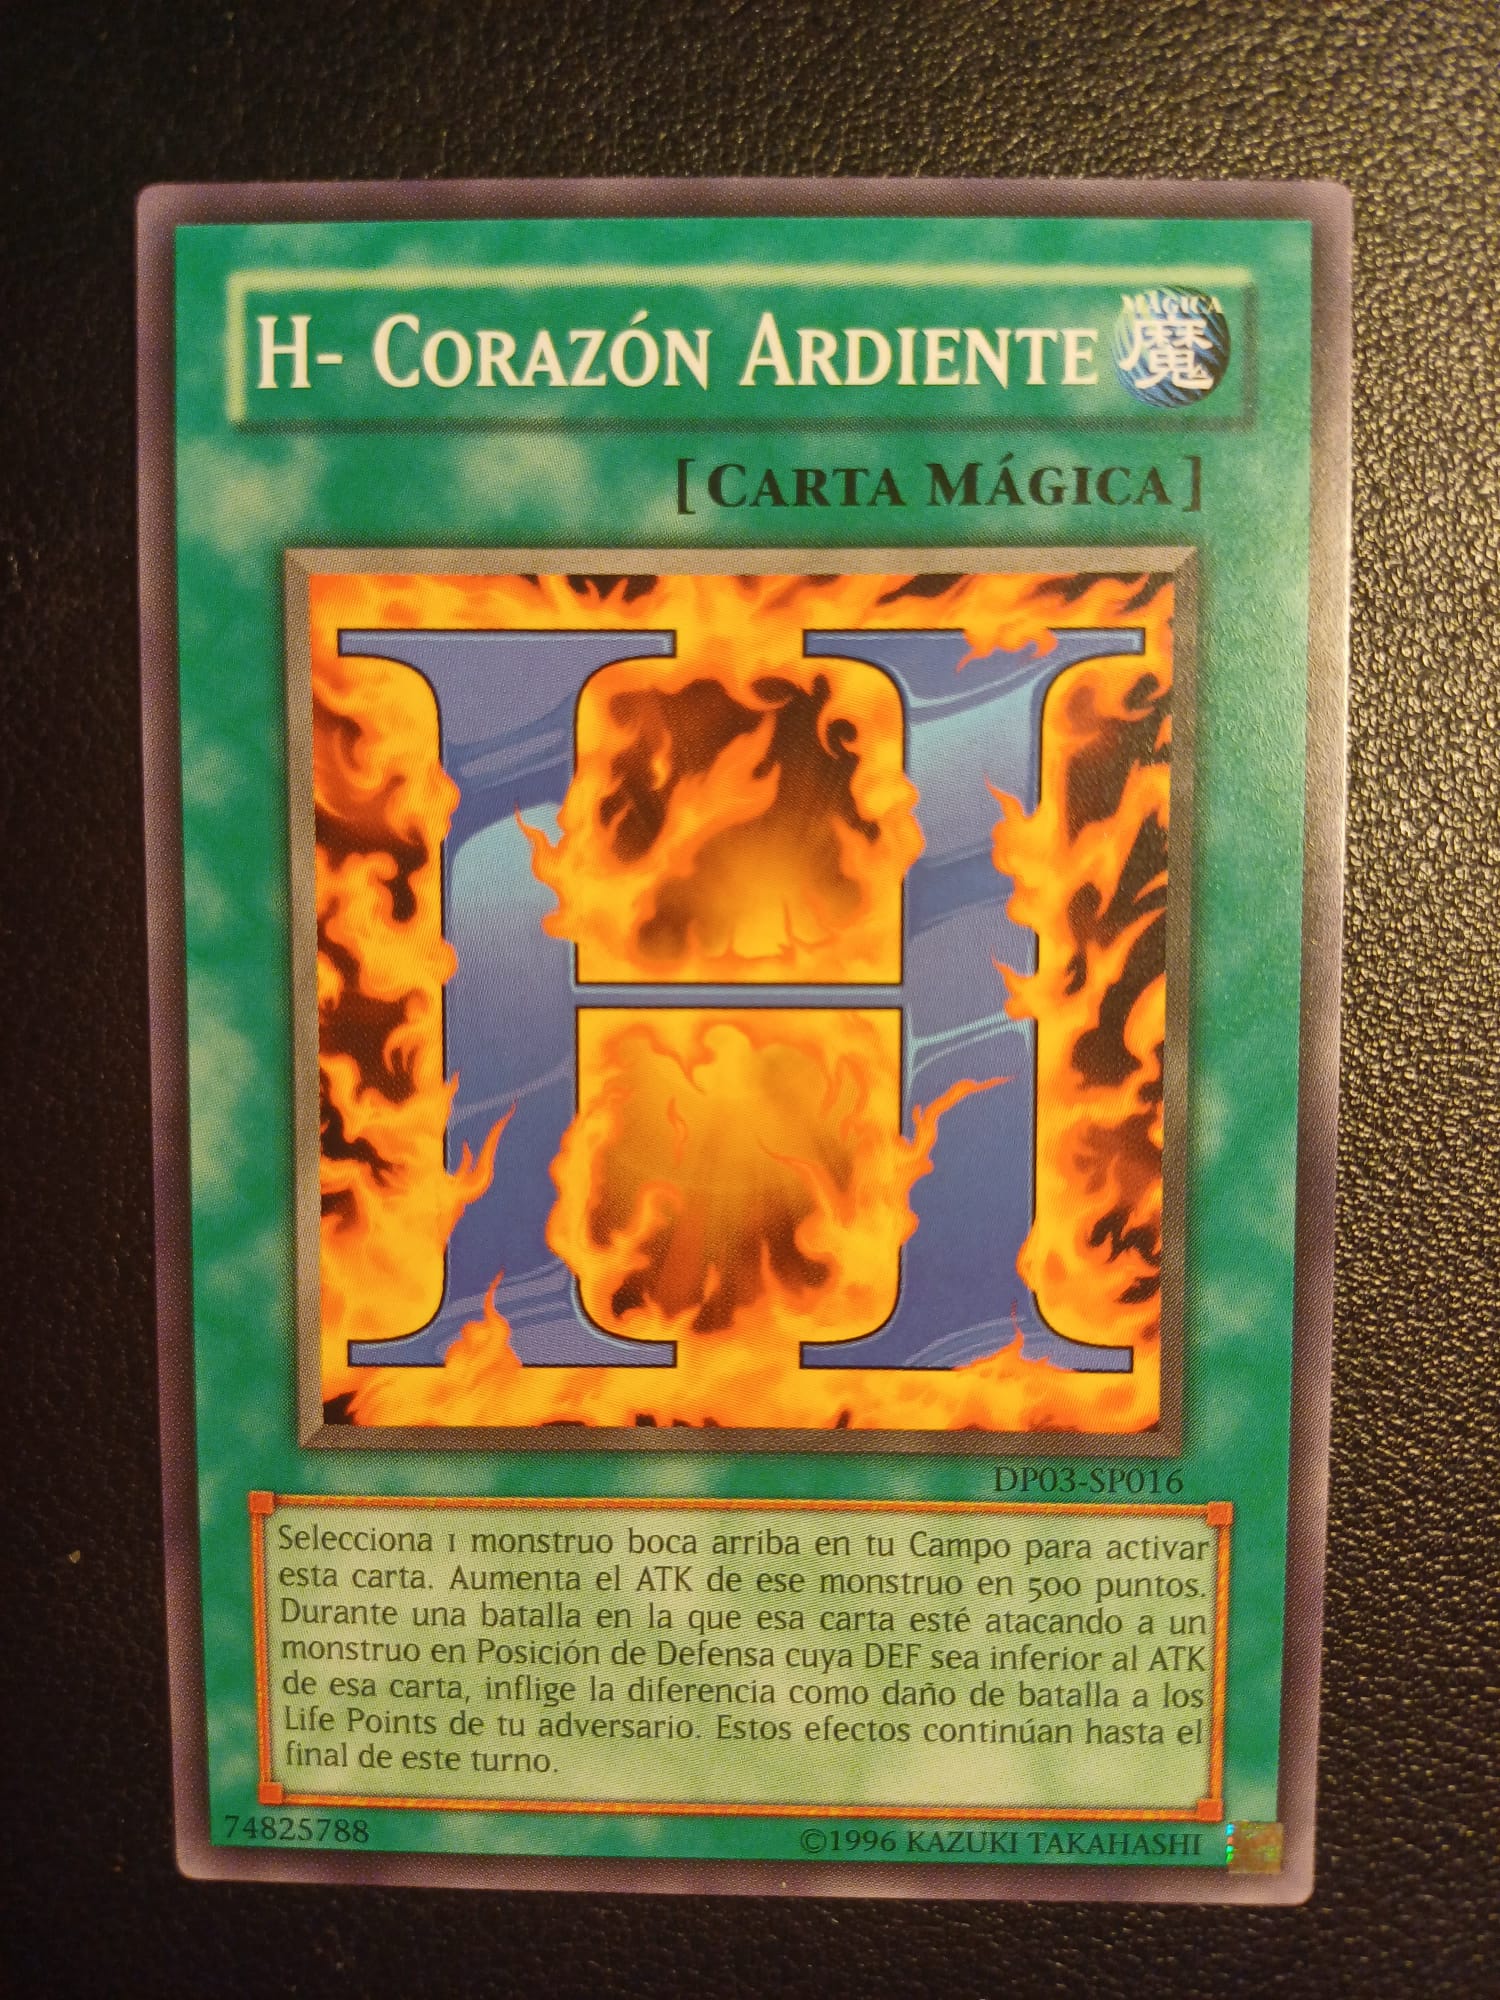 H- CORAZÓN ARDIENTE
MÁGICA
魔
[CARTA MÁGICA]
H
DP03-SP016
Selecciona 1 monstruo boca arriba en tu Campo para activar
esta carta. Aumenta el ATK de ese monstruo en 500 puntos.
Durante una batalla en la que esa carta esté atacando a un
monstruo en Posición de Defensa cuya DEF sea inferior al ATK
de esa carta, inflige la diferencia como daño de batalla a los
Life Points de tu adversario. Estos efectos continúan hasta el
final de este turno.
74825788
©1996 KAZUKI TAKAHASHI